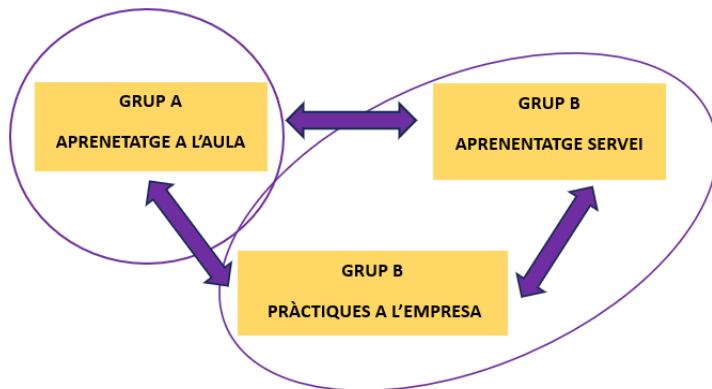 GRUP A
APRENETATGE A L'AULA
GRUP B
APRENENTATGE SERVEI
GRUP B
PRÀCTIQUES A L'EMPRESA